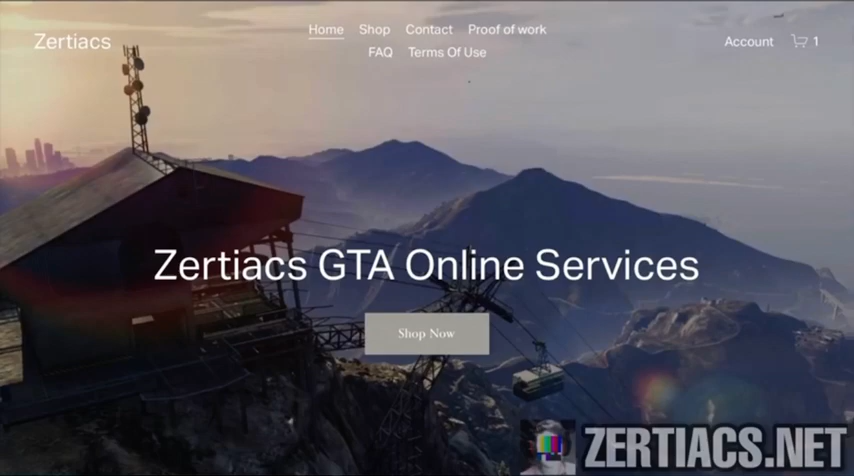 Zertiacs
Home Shop Contact Proof of work
FAQ Terms Of Use
Account 1
Zertiacs GTA Online Services
Shop Now
ZERTIACS.NET